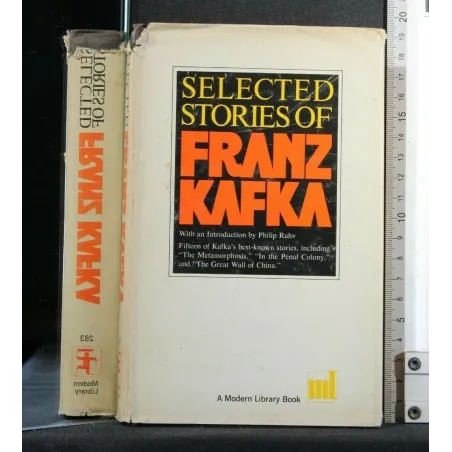 SELECTED
STORIES OF
FRANZ KAFKA
283
Modern
Library
SELECTED
STORIES OF
FRANZ
KAFKA
With an Introduction by Philip Rahv
Fifteen of Kafka's best-known stories, including
"The Metamorphosis," "In the Penal Colony,"
and "The Great Wall of China."
A Modern Library Book
ml
20